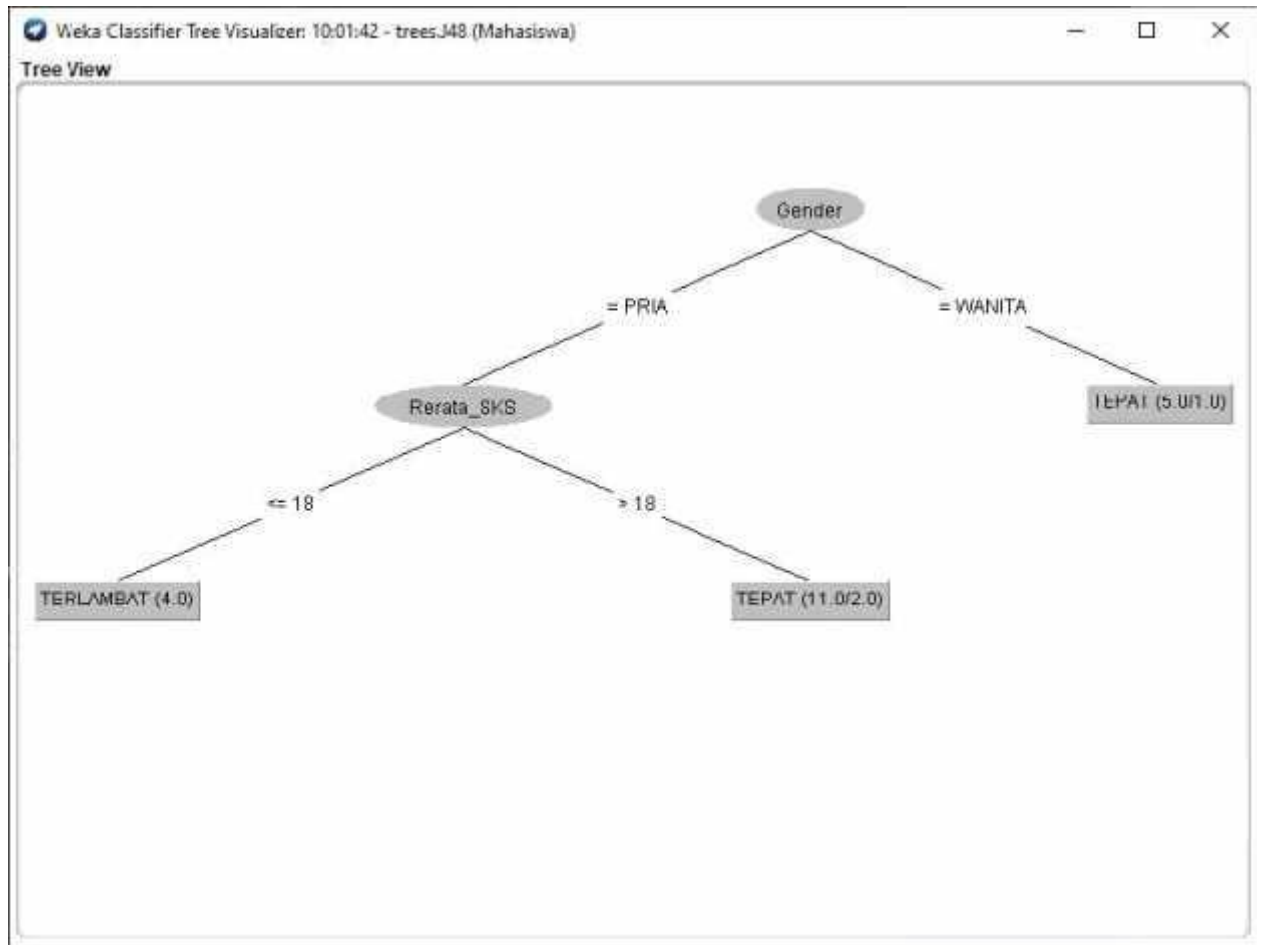 Weka Classifier Tree Visualizer: 10:01:42 - trees.J48 (Mahasiswa)
Tree View
Gender
= PRIA
= WANITA
Rerata_SKS
TEPAT (5.0/1.0)
<= 18
> 18
TERLAMBAT (4.0)
TEPAT (11.0/2.0)